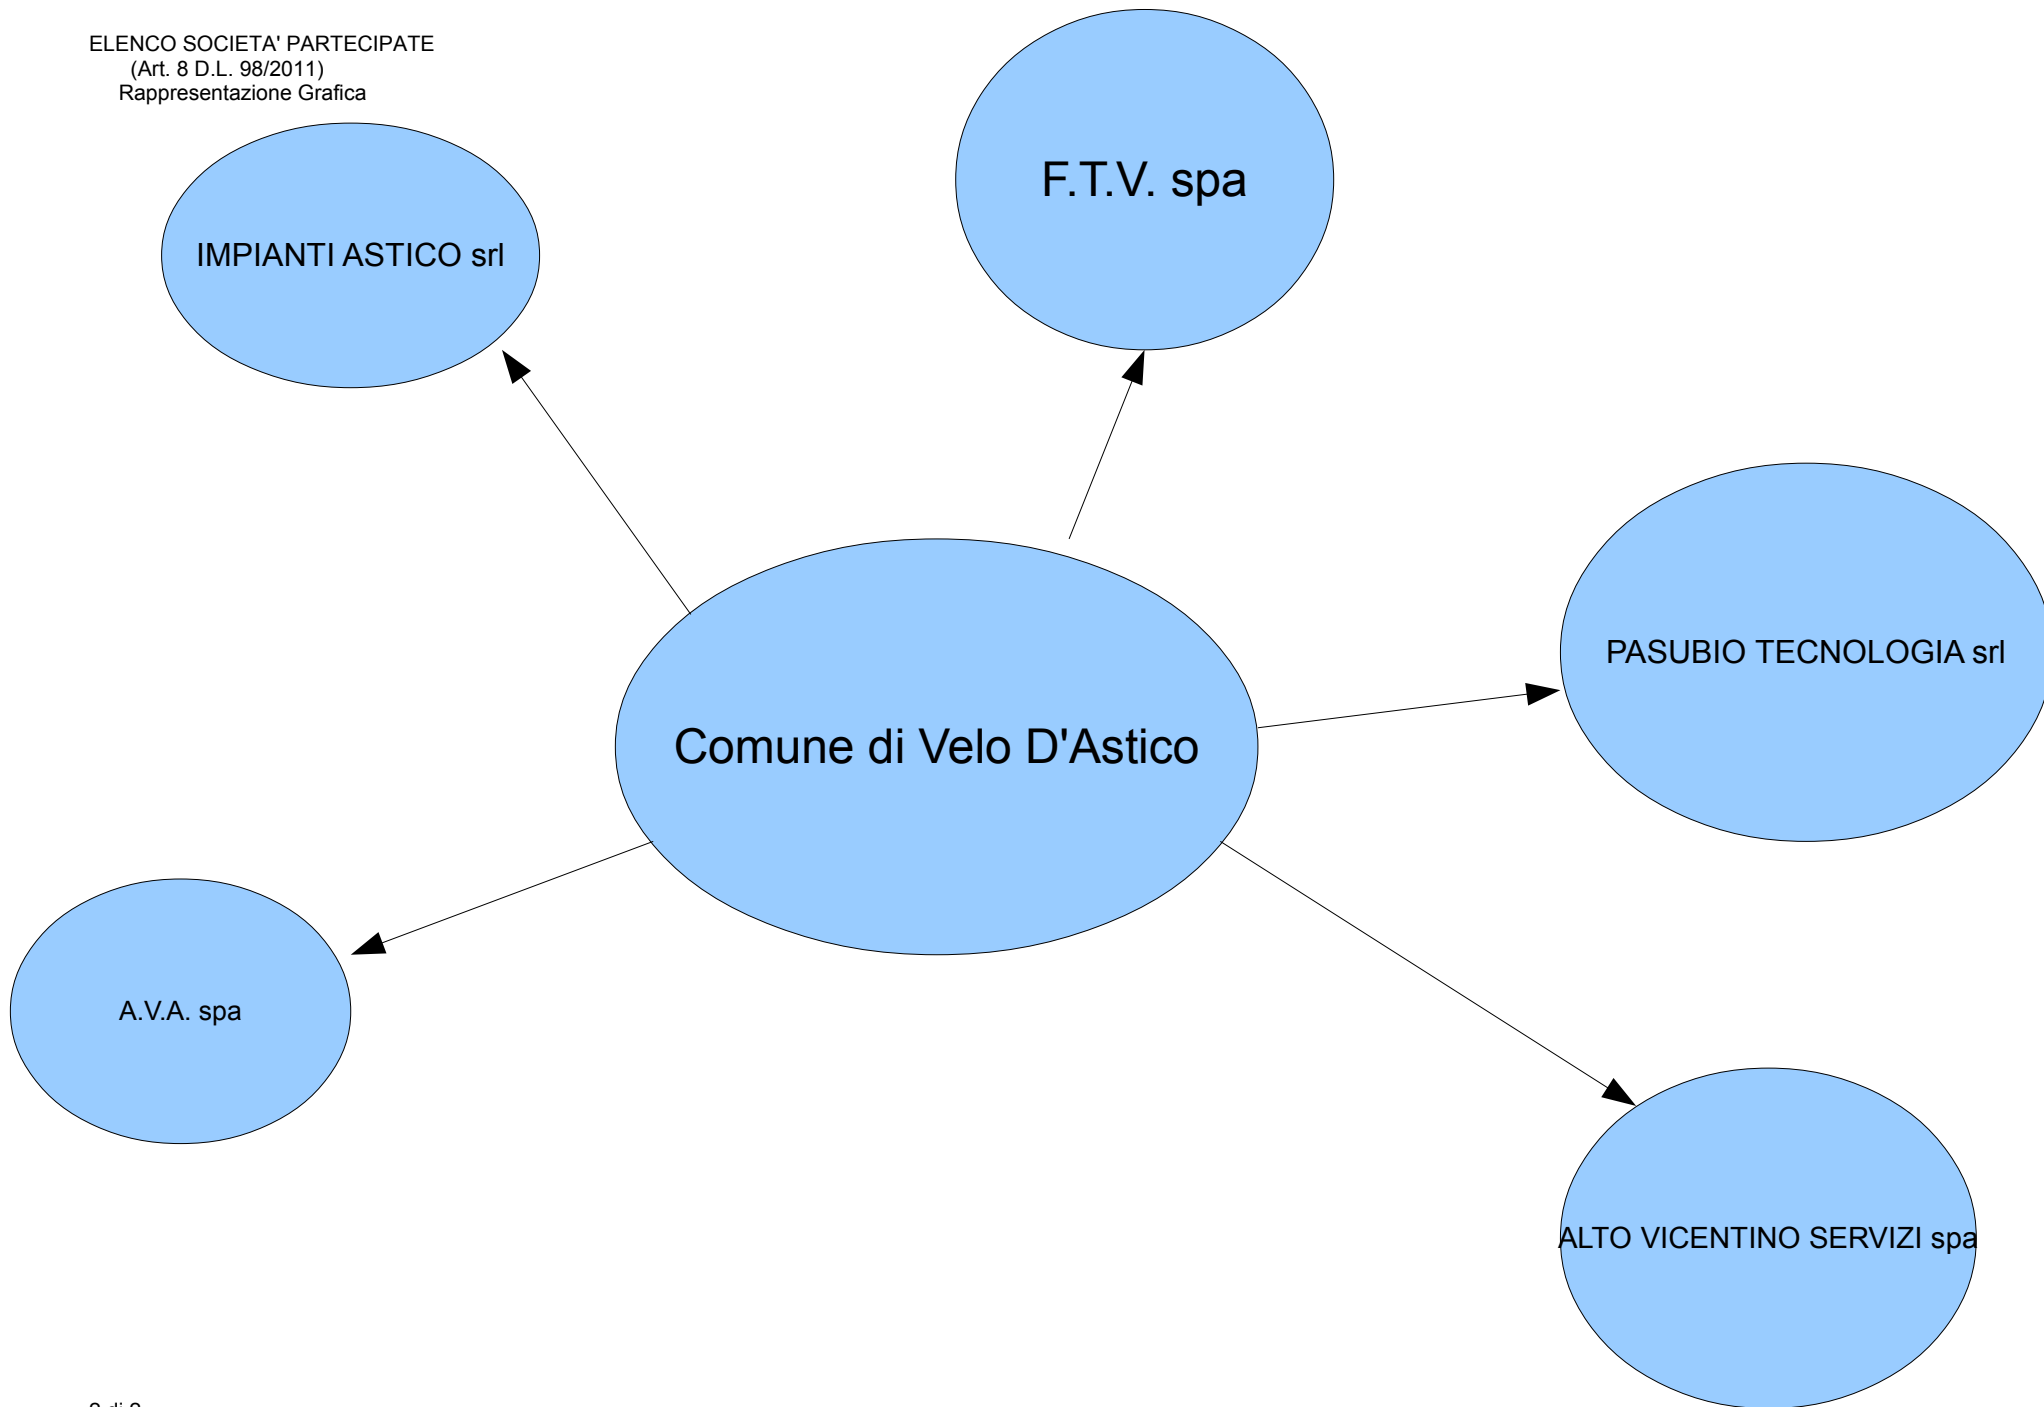 ELENCO SOCIETA' PARTECIPATE
(Art. 8 D.L. 98/2011)
Rappresentazione Grafica
F.T.V. spa
IMPIANTI ASTICO srl
PASUBIO TECNOLOGIA srl
Comune di Velo D'Astico
A.V.A. spa
ALTO VICENTINO SERVIZI spa